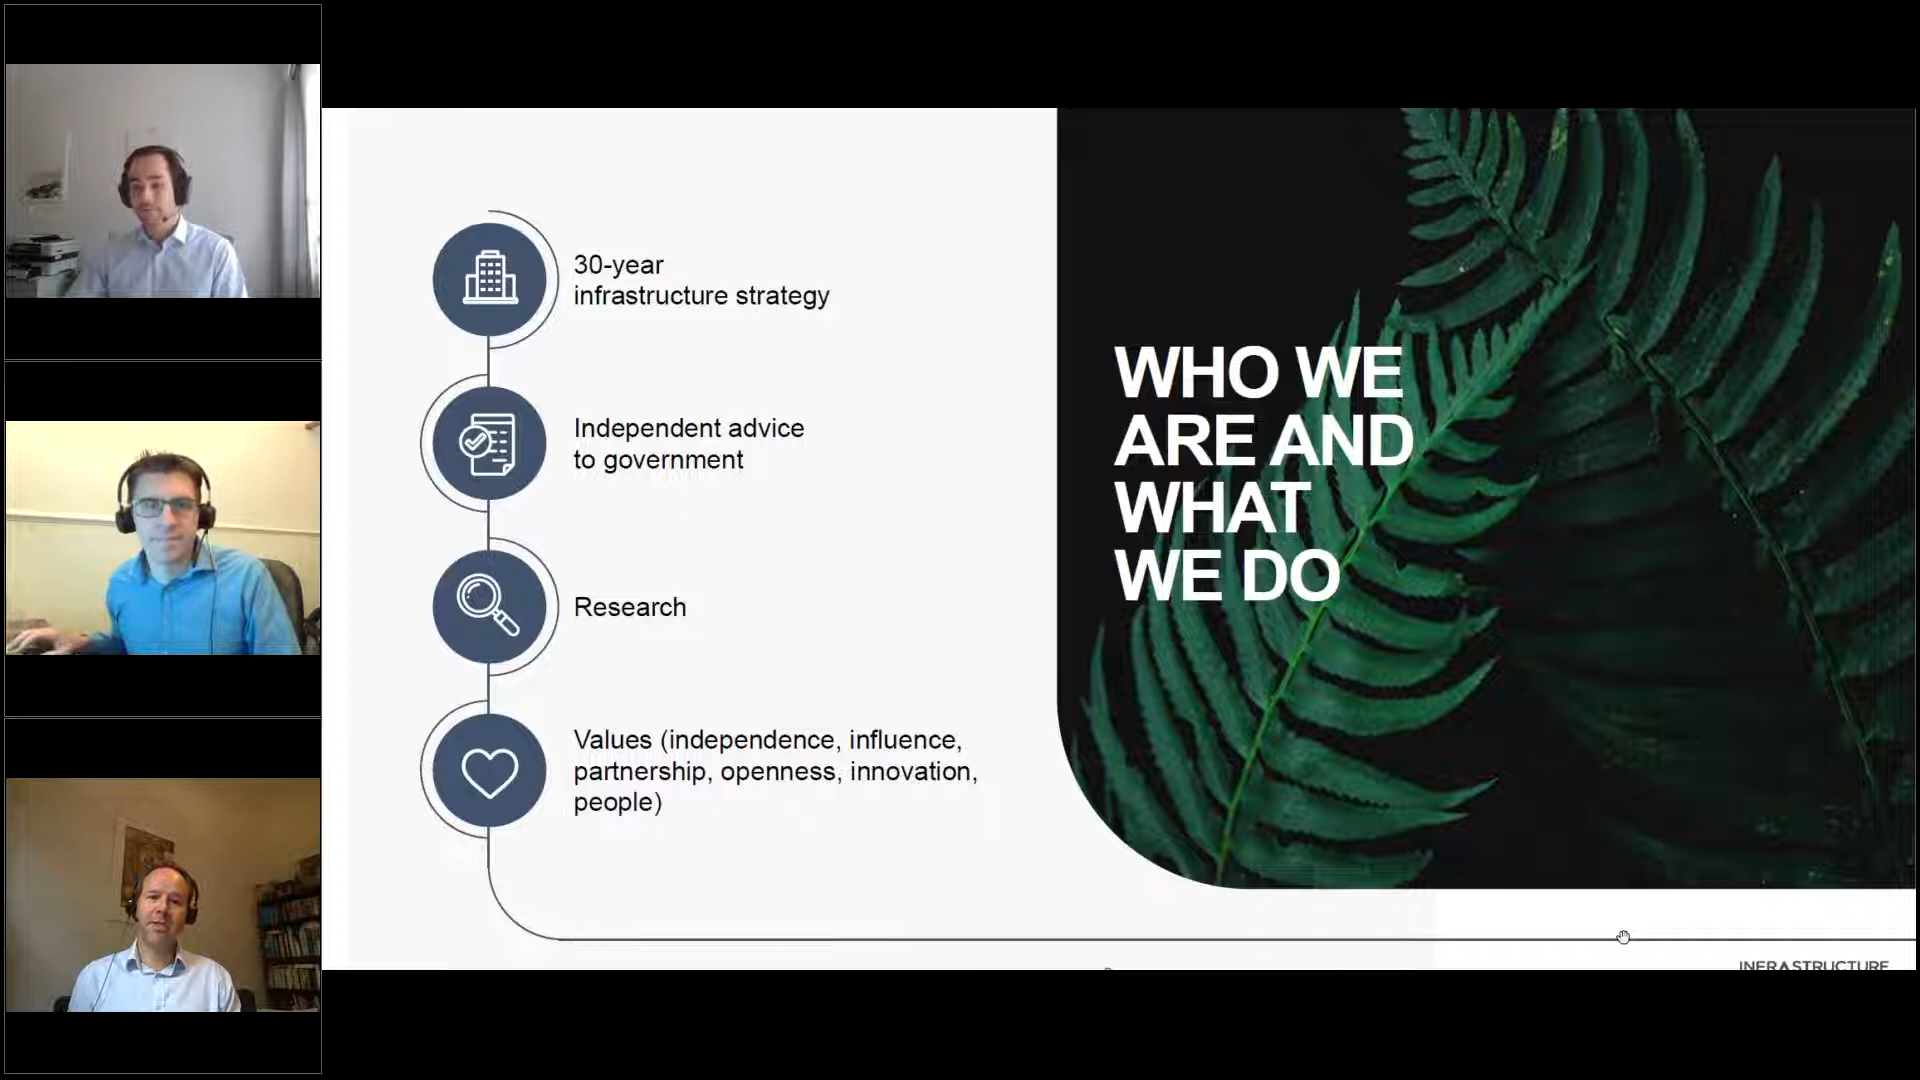 30-year
infrastructure strategy
Independent advice
to government
Research
Values (independence, influence,
partnership, openness, innovation,
people)
WHO WE
ARE AND
WHAT
WE DO
INFRASTRUCTURE